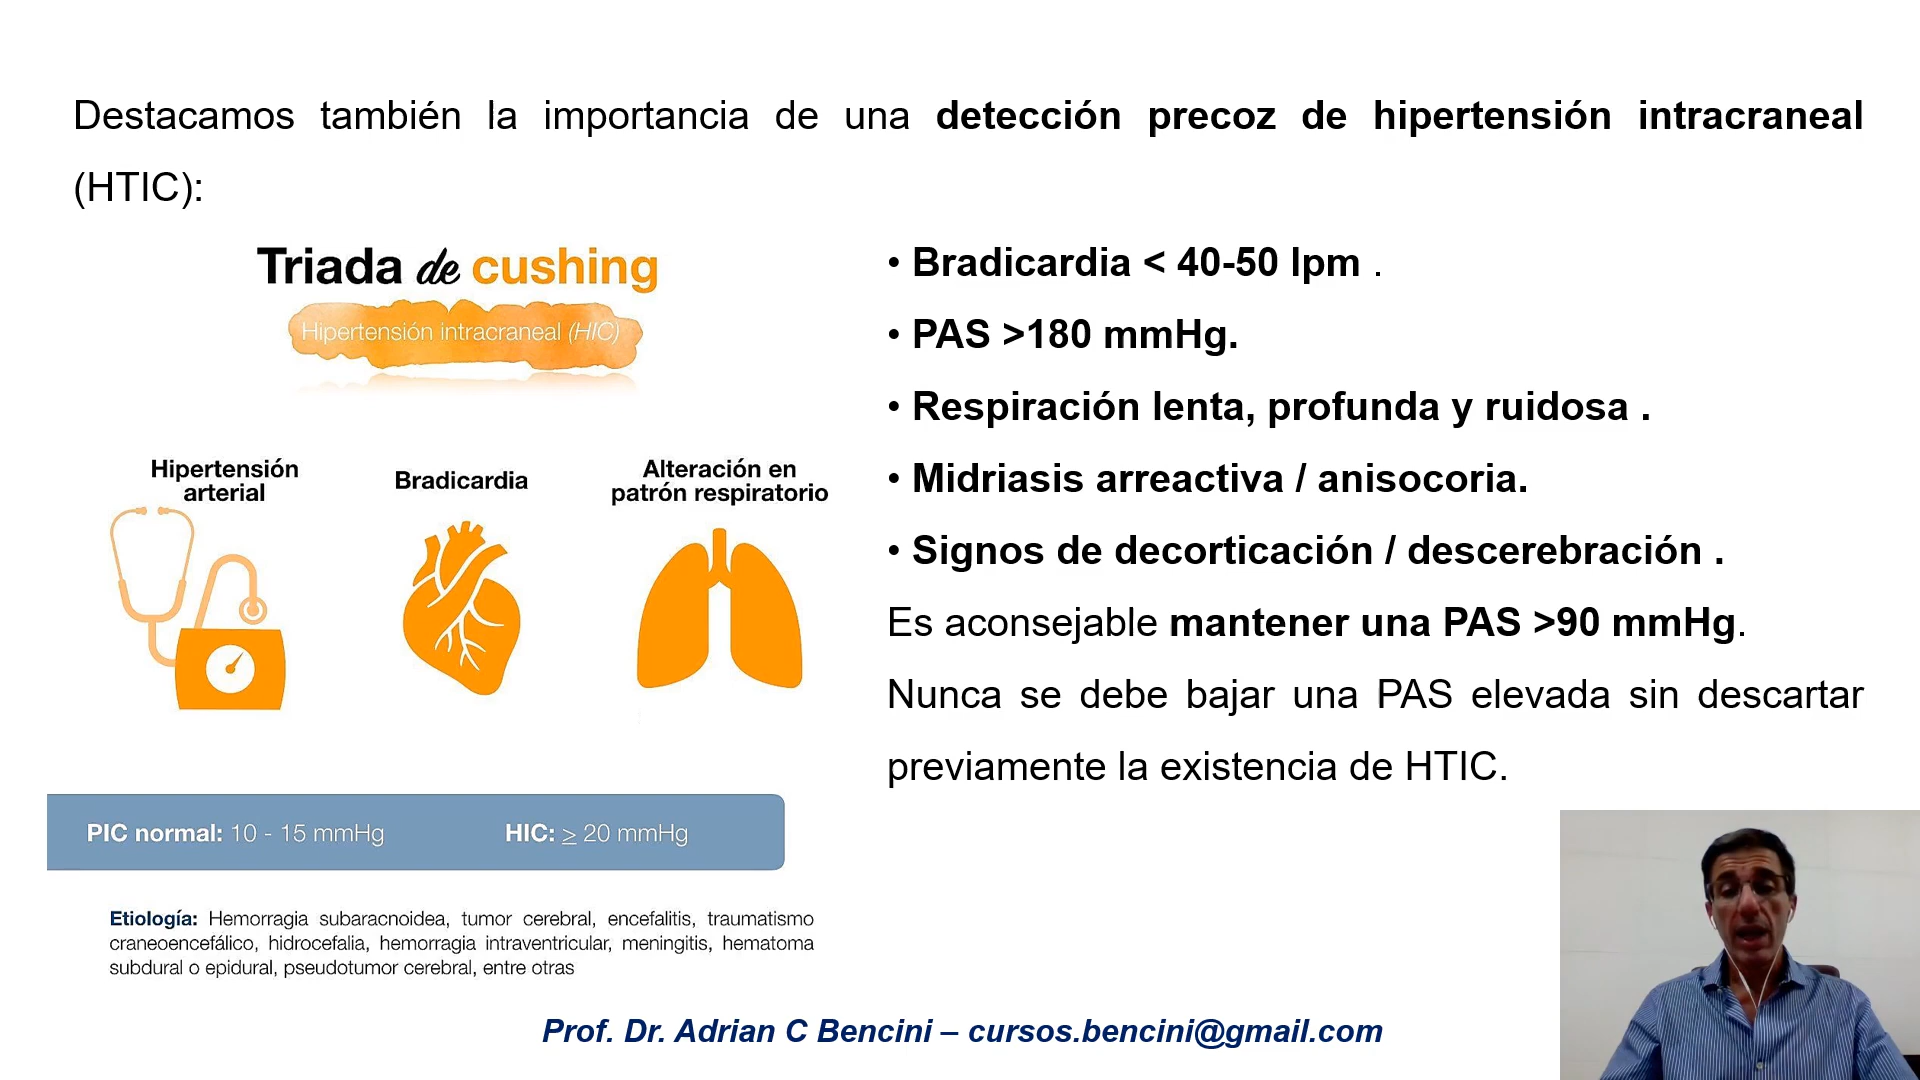 Destacamos también la importancia de una detección precoz de hipertensión intracraneal
(HTIC):
Triada de cushing
Hipertensión intracraneal (HIC)
Hipertensión
arterial
Bradicardia
Alteración en
patrón respiratorio
PIC normal: 10 - 15 mmHg
HIC: ≥ 20 mmHg
Etiología: Hemorragia subaracnoidea, tumor cerebral, encefalitis, traumatismo
craneoencefálico, hidrocefalia, hemorragia intraventricular, meningitis, hematoma
subdural o epidural, pseudotumor cerebral, entre otras
• Bradicardia < 40-50 lpm .
• PAS >180 mmHg.
• Respiración lenta, profunda y ruidosa .
• Midriasis arreactiva / anisocoria.
• Signos de decorticación / descerebración .
Es aconsejable mantener una PAS >90 mmHg.
Nunca se debe bajar una PAS elevada sin descartar
previamente la existencia de HTIC.
Prof. Dr. Adrian C Bencini – cursos.bencini@gmail.com